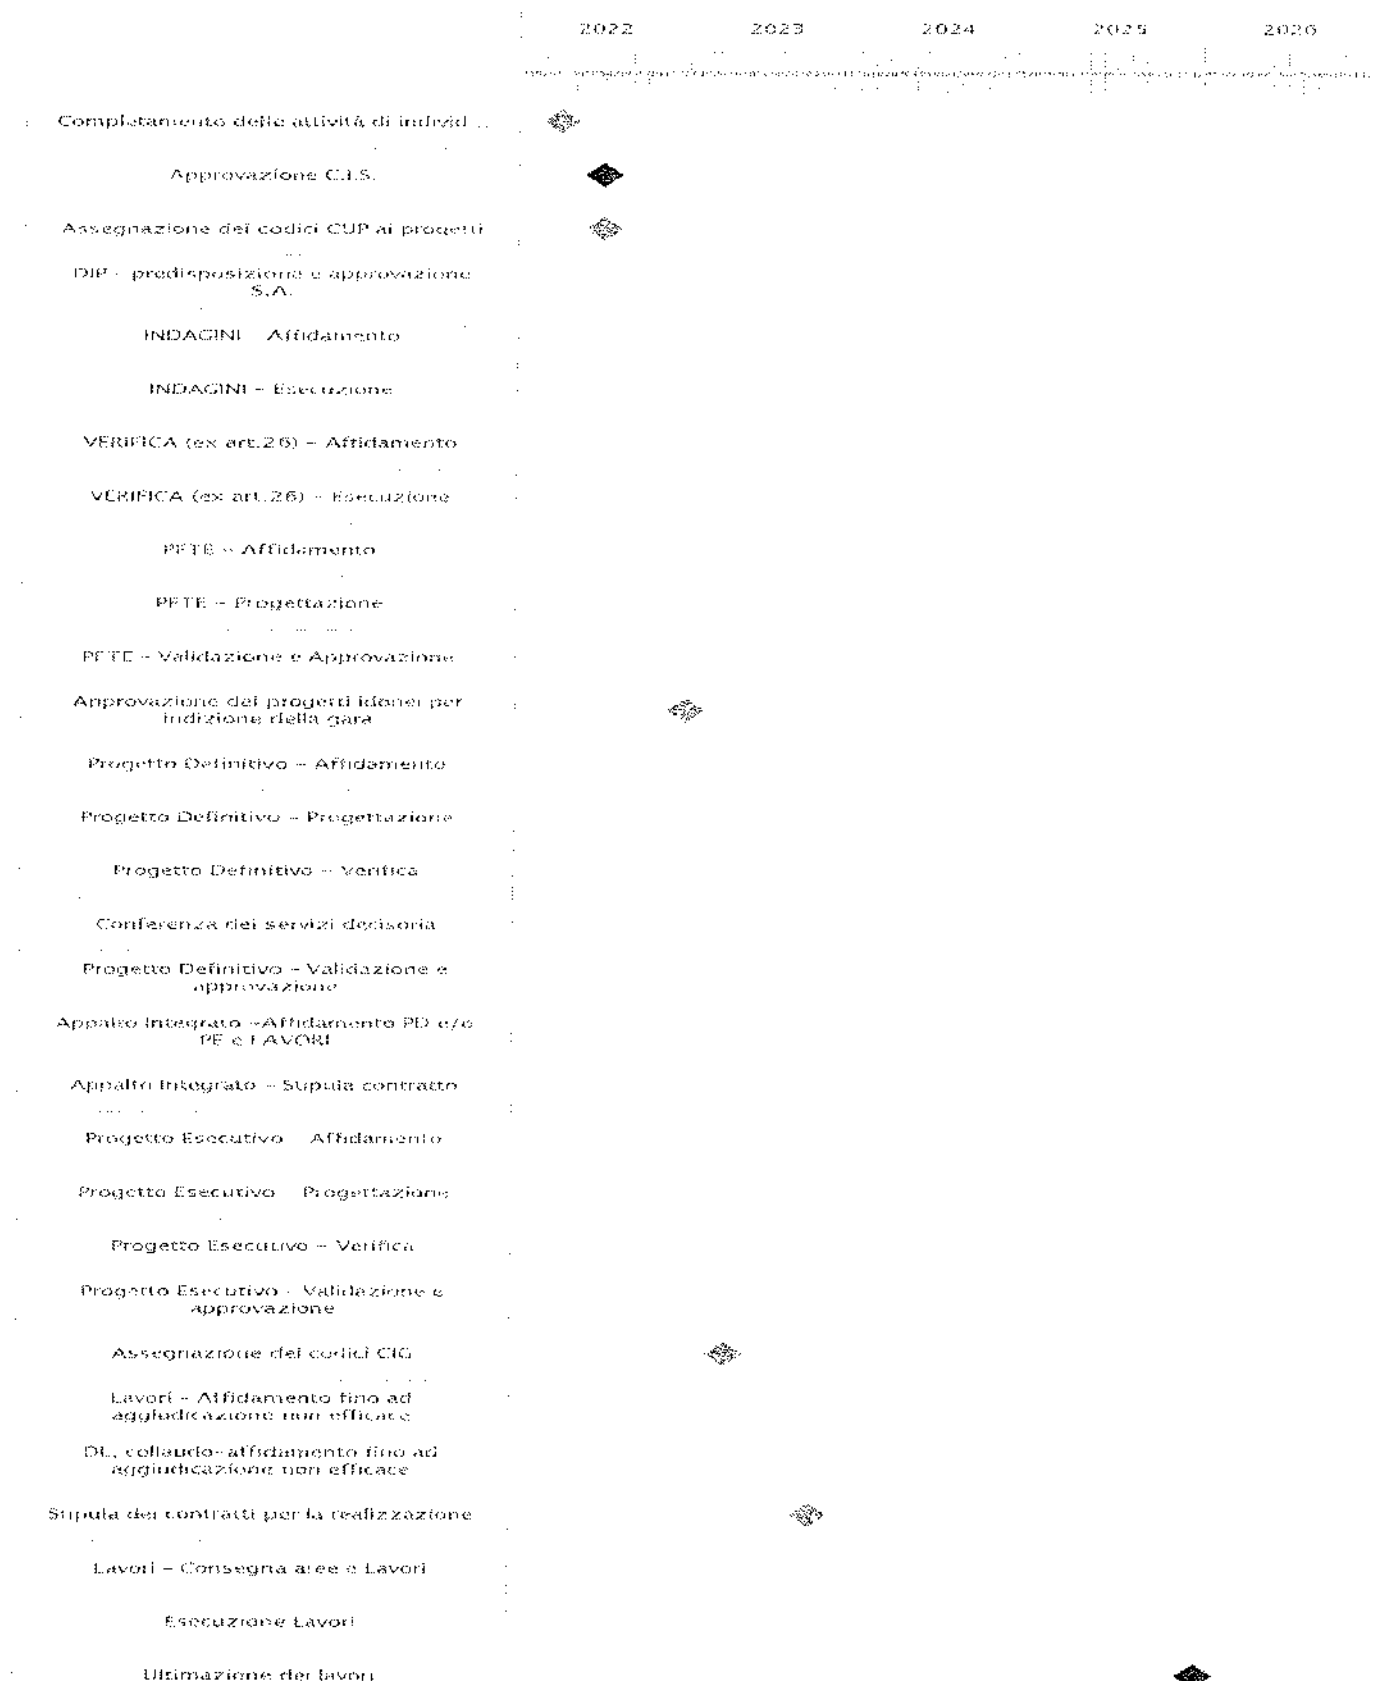 2022 2023 2024 2025 2026
Completamento delle attività di individ...
Approvazione C.I.S.
Assegnazione dei codici CUP ai progetti
DIP - predisposizione e approvazione
S.A.
INDAGINI - Affidamento
INDAGINI - Esecuzione
VERIFICA (ex art.26) - Affidamento
VERIFICA (ex art.26) - Esecuzione
PFTE - Affidamento
PFTE - Progettazione
PFTE - Validazione e Approvazione
Approvazione dei progetti idonei per
indizione della gara
Progetto Definitivo - Affidamento
Progetto Definitivo - Progettazione
Progetto Definitivo - Verifica
Conferenza dei servizi decisoria
Progetto Definitivo - Validazione e
approvazione
Appalto Integrato -Affidamento PD e/o
PE e LAVORI
Appalto Integrato - Stipula contratto
Progetto Esecutivo - Affidamento
Progetto Esecutivo - Progettazione
Progetto Esecutivo - Verifica
Progetto Esecutivo - Validazione e
approvazione
Assegnazione dei codici CIG
Lavori - Affidamento fino ad
aggiudicazione non efficace
DL, collaudo-affidamento fino ad
aggiudicazione non efficace
Stipula dei contratti per la realizzazione
Lavori - Consegna aree e Lavori
Esecuzione Lavori
Ultimazione dei lavori